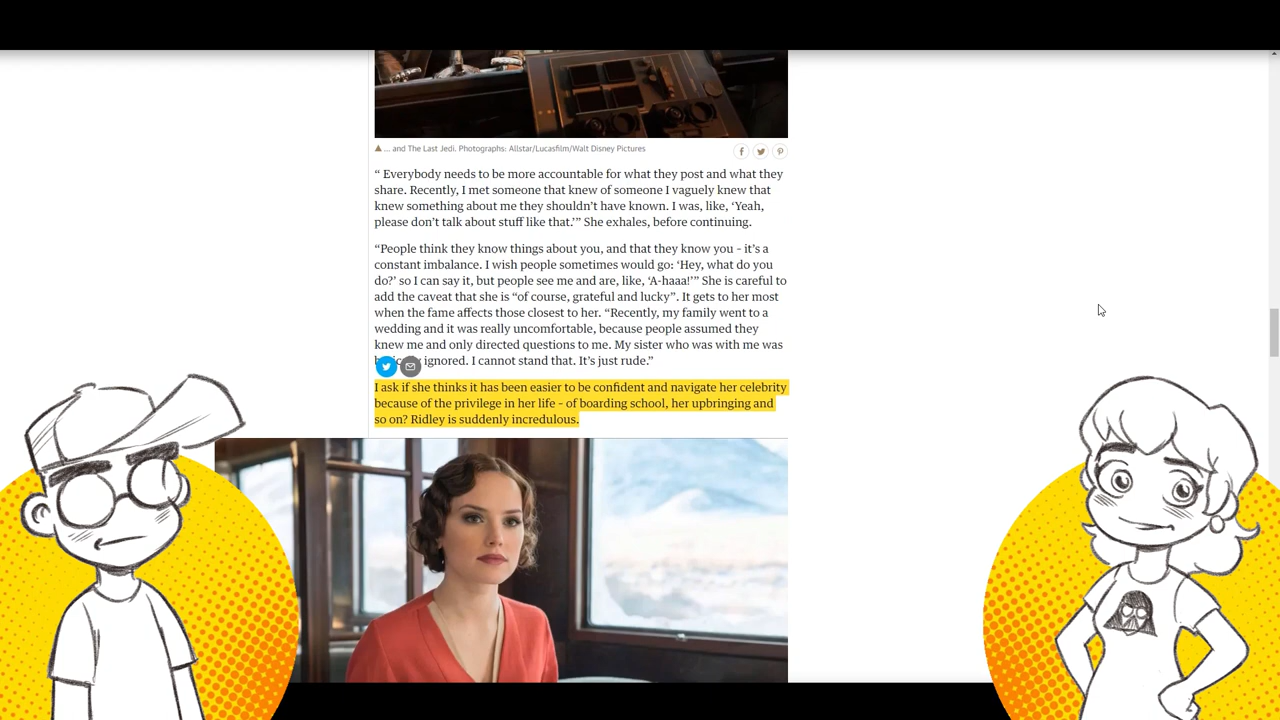 ... and The Last Jedi. Photographs: Allstar/Lucasfilm/Walt Disney Pictures
“ Everybody needs to be more accountable for what they post and what they
share. Recently, I met someone that knew of someone I vaguely knew that
knew something about me they shouldn’t have known. I was, like, ‘Yeah,
please don’t talk about stuff like that.’” She exhales, before continuing.
“People think they know things about you, and that they know you – it’s a
constant imbalance. I wish people sometimes would go: ‘Hey, what do you
do?’ so I can say it, but people see me and are, like, ‘A-haaa!’” She is careful to
add the caveat that she is “of course, grateful and lucky”. It gets to her most
when the fame affects those closest to her. “Recently, my family went to a
wedding and it was really uncomfortable, because people assumed they
knew me and only directed questions to me. My sister who was with me was
ignored. I cannot stand that. It’s just rude.”
I ask if she thinks it has been easier to be confident and navigate her celebrity
because of the privilege in her life – of boarding school, her upbringing and
so on? Ridley is suddenly incredulous.